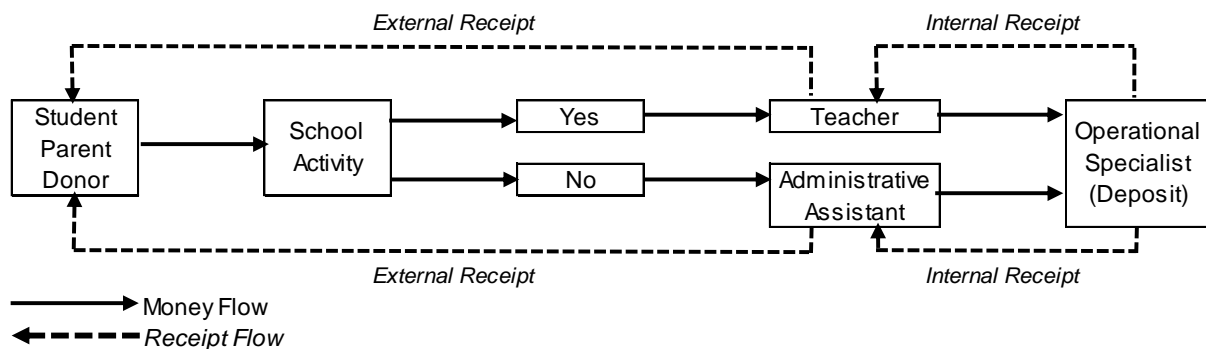 External Receipt
Internal Receipt
Student
Parent
Donor
School
Activity
Yes
No
Teacher
Administrative
Assistant
Operational
Specialist
(Deposit)
External Receipt
Internal Receipt
Money Flow
Receipt Flow